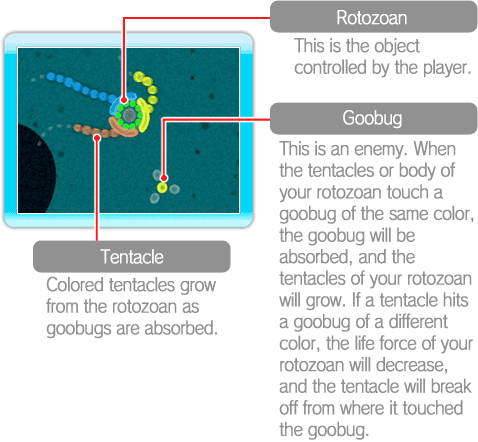 Rotozoan
This is the object
controlled by the player.
Goobug
This is an enemy. When
the tentacles or body of
your rotozoan touch a
goobug of the same color,
the goobug will be
absorbed, and the
tentacles of your rotozoan
will grow. If a tentacle hits
a goobug of a different
color, the life force of your
rotozoan will decrease,
and the tentacle will break
off from where it touched
the goobug.
Tentacle
Colored tentacles grow
from the rotozoan as
goobugs are absorbed.